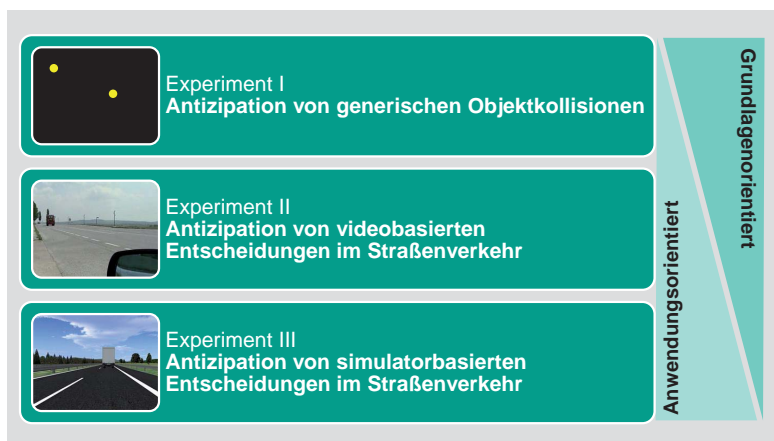 Experiment I
Antizipation von generischen Objektkollisionen
Experiment II
Antizipation von videobasierten
Entscheidungen im Straßenverkehr
Experiment III
Antizipation von simulatorbasierten
Entscheidungen im Straßenverkehr
Anwendungsorientiert
Grundlagenorientiert